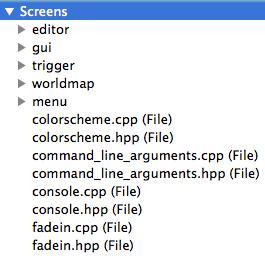 Screens
editor
gui
trigger
worldmap
menu
colorscheme.cpp (File)
colorscheme.hpp (File)
command_line_arguments.cpp (File)
command_line_arguments.hpp (File)
console.cpp (File)
console.hpp (File)
fadein.cpp (File)
fadein.hpp (File)